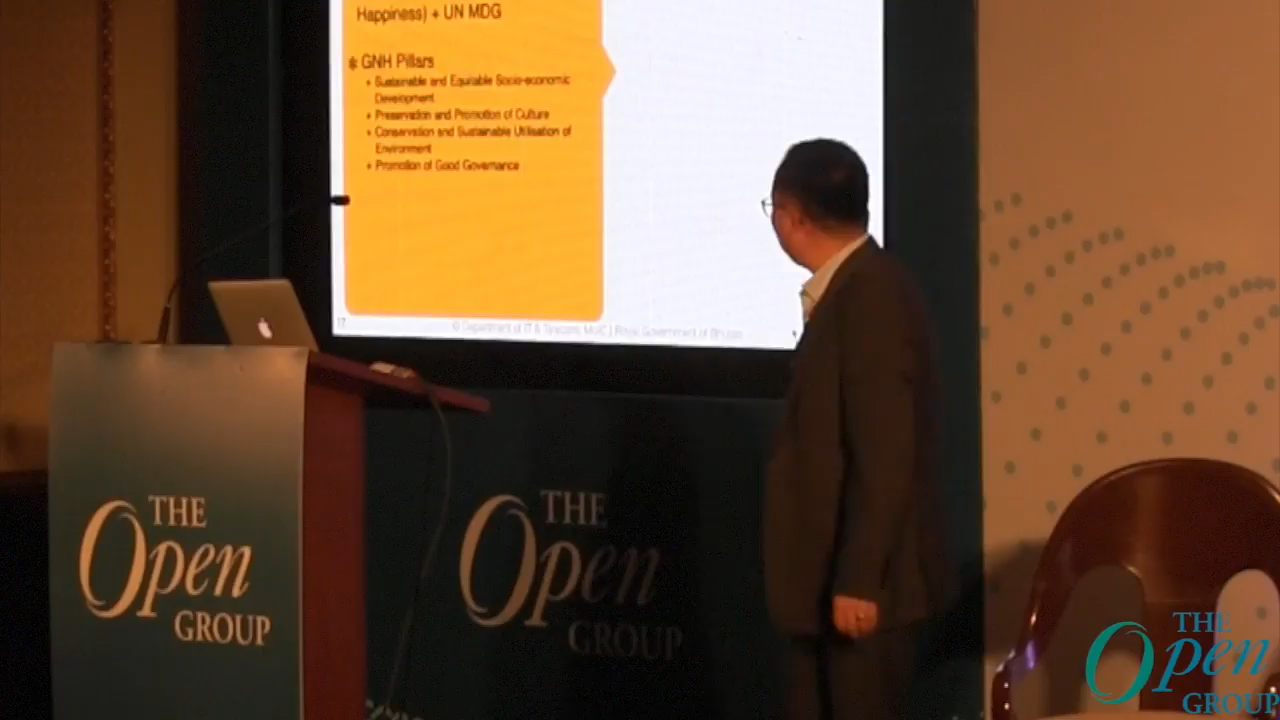 Happiness) + UN MDG
* GNH Pillars
+ Sustainable and Equitable Socio-economic
Development
+ Preservation and Promotion of Culture
+ Conservation and Sustainable Utilisation of
Environment
+ Promotion of Good Governance
17
© Department of IT & Telecom, MoIC | Royal Government of Bhutan
THE
Open
GROUP
THE
Open
GROUP
THE
Open
GROUP